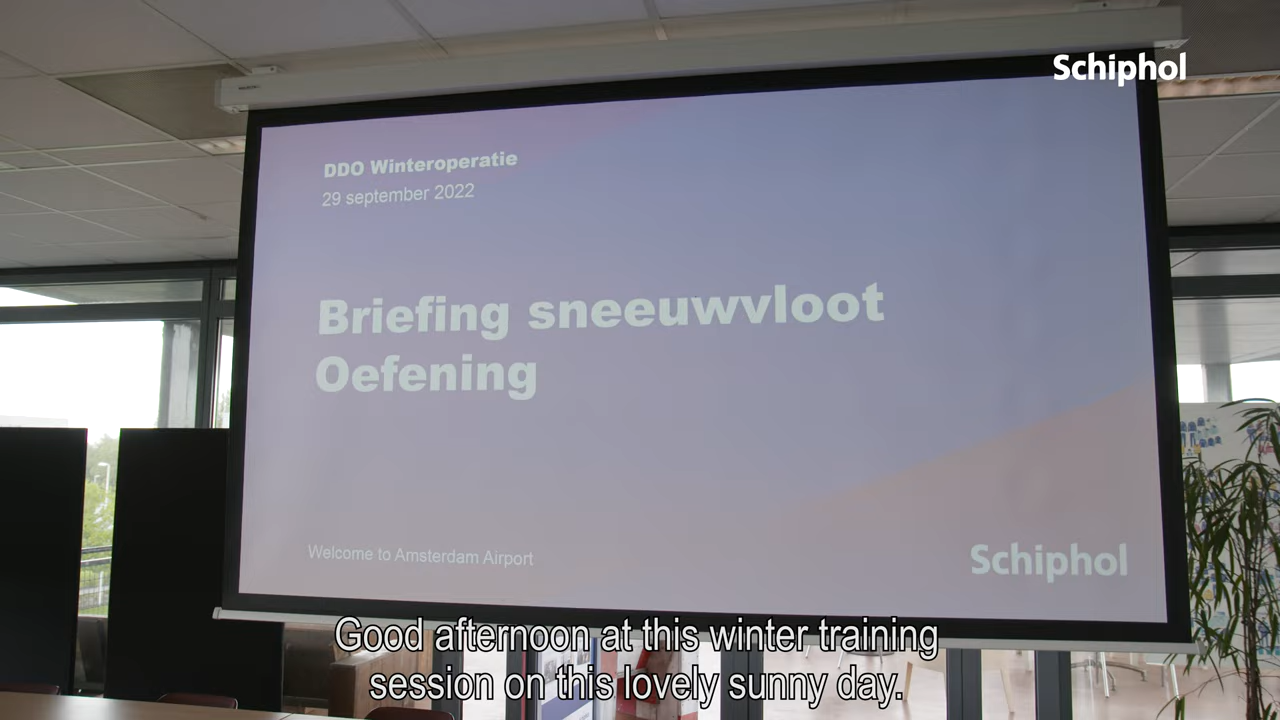 Schiphol
DDO Winteroperatie
29 september 2022
Briefing sneeuwvloot
Oefening
Welcome to Amsterdam Airport
Schiphol
Good afternoon at this winter training
session on this lovely sunny day.